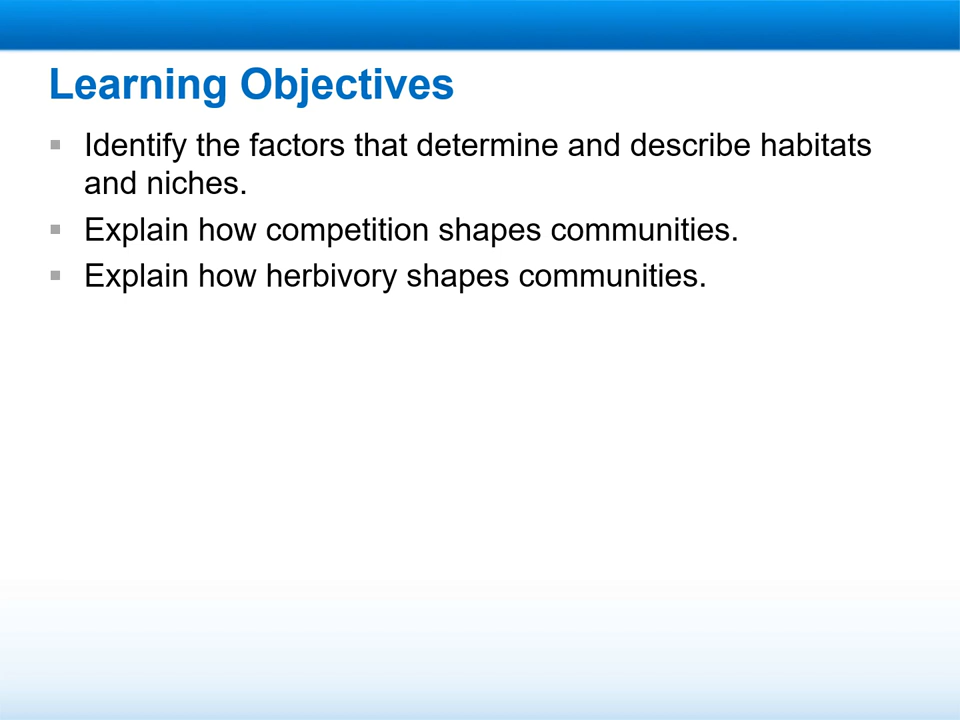 Learning Objectives
Identify the factors that determine and describe habitats
and niches.
Explain how competition shapes communities.
Explain how herbivory shapes communities.